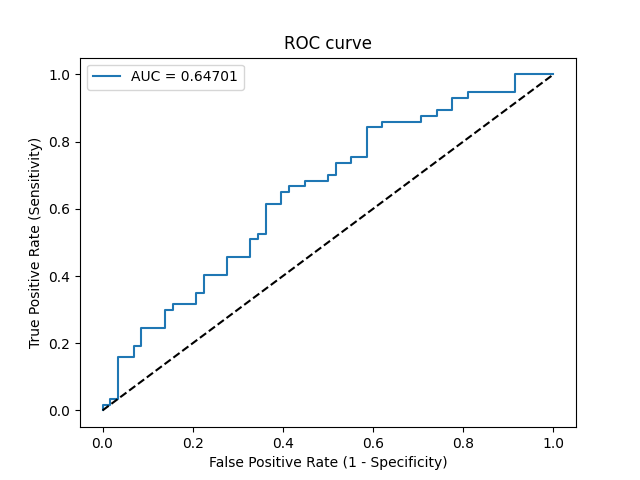 ROC curve
AUC = 0.64701
True Positive Rate (Sensitivity)
1.0
0.8
0.6
0.4
0.2
0.0
0.0 0.2 0.4 0.6 0.8 1.0
False Positive Rate (1 - Specificity)